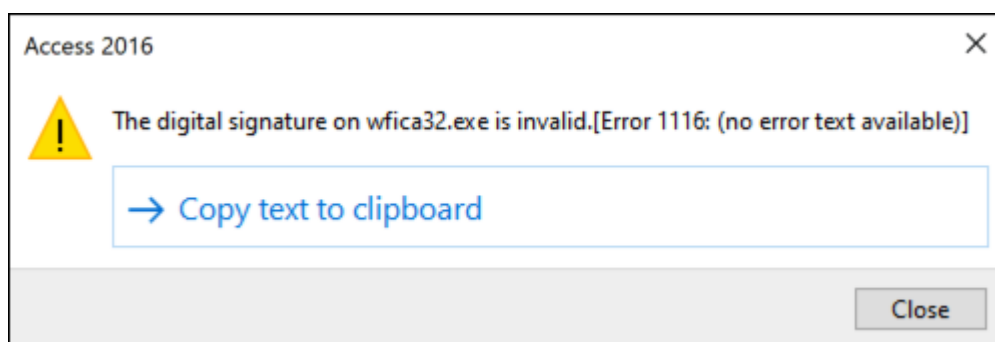 Access 2016
The digital signature on wfica32.exe is invalid.[Error 1116: (no error text available)]
Copy text to clipboard
Close